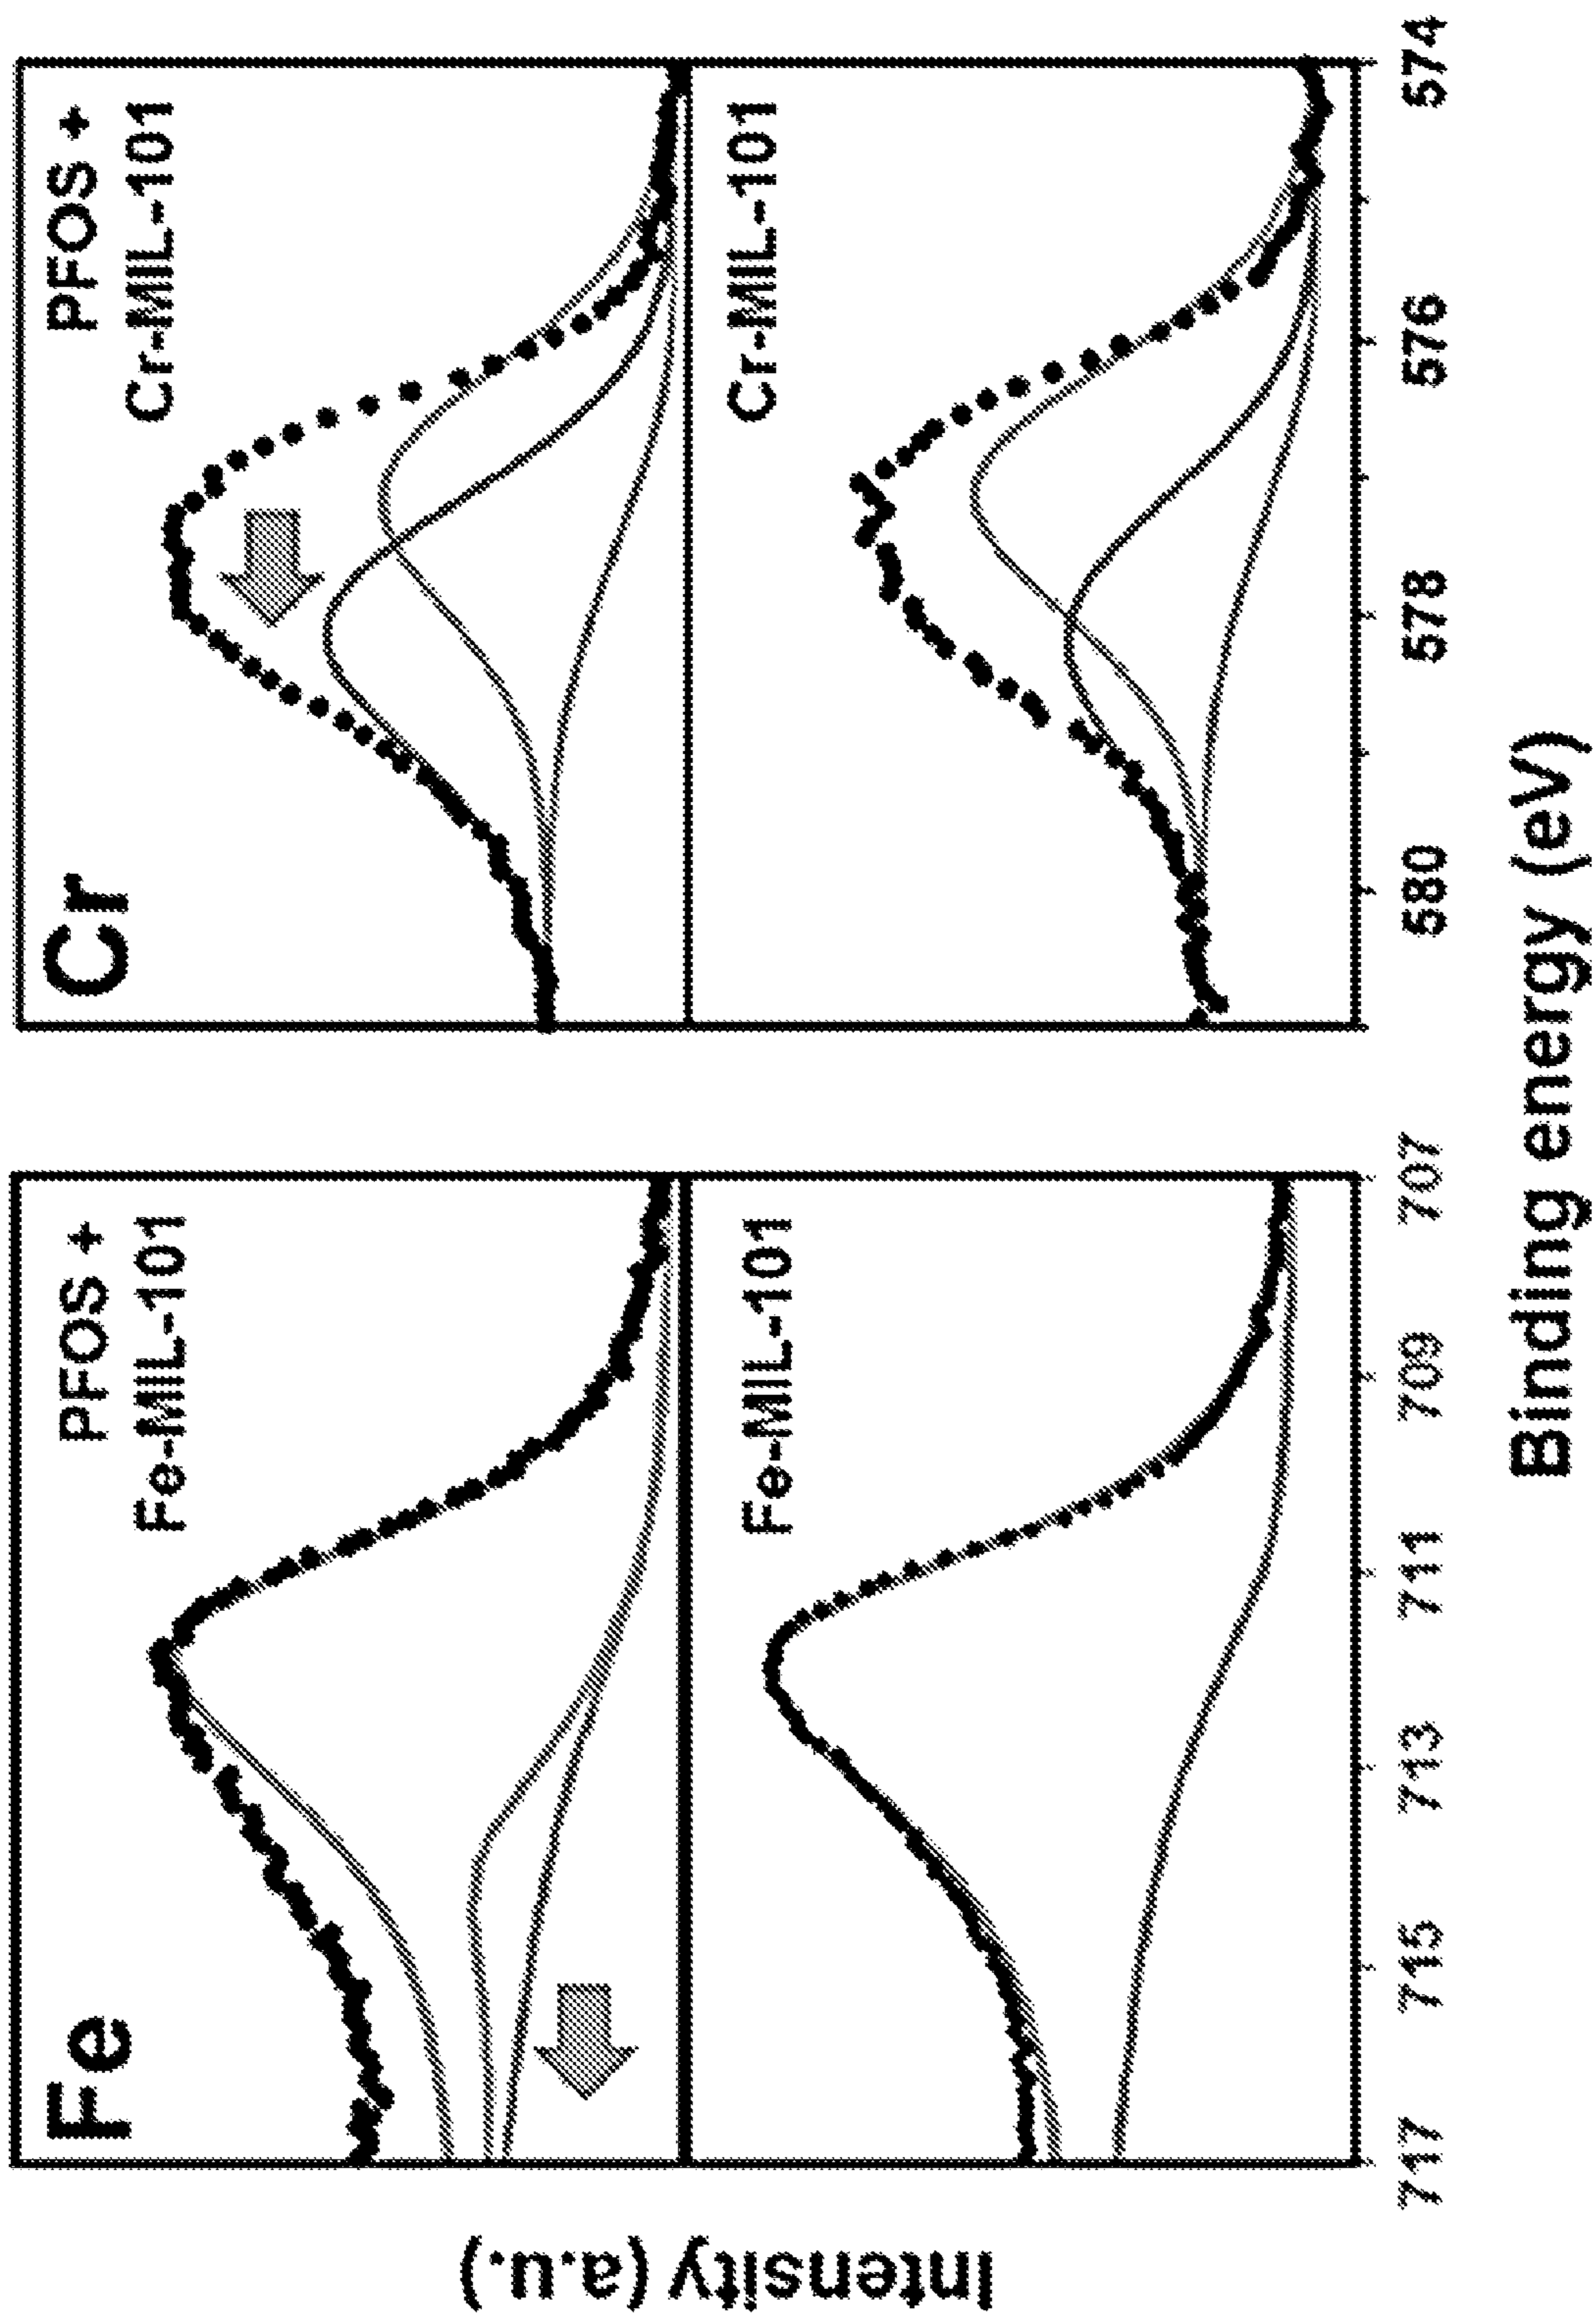 Fe
PFOS +
Fe-MIL-101
Fe-MIL-101
Cr
PFOS +
Cr-MIL-101
Cr-MIL-101
Intensity (a.u.)
717 715 713 711 709 707
580 578 576 574
Binding energy (eV)